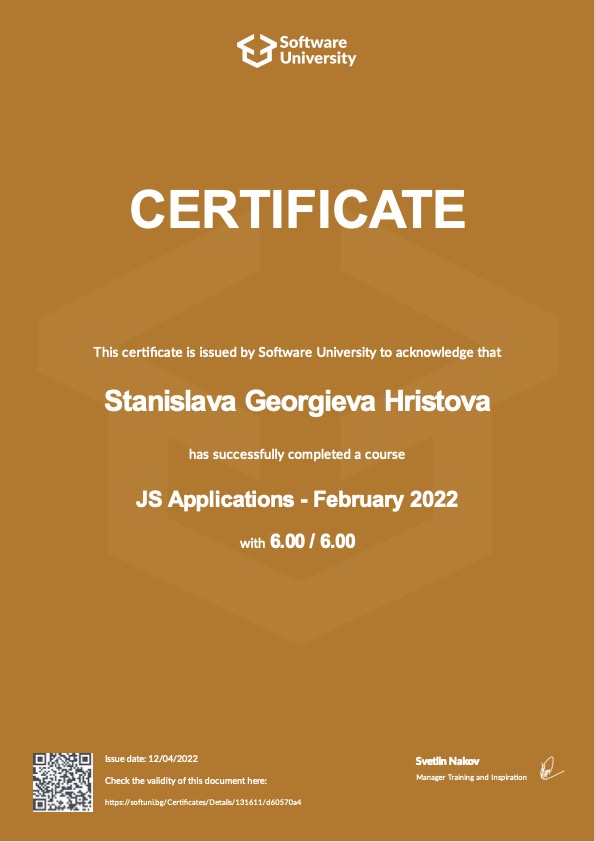 Software
University
CERTIFICATE
This certificate is issued by Software University to acknowledge that
Stanislava Georgieva Hristova
has successfully completed a course
JS Applications - February 2022
with 6.00 / 6.00
Issue date: 12/04/2022
Check the validity of this document here:
https://softuni.bg/Certificates/Details/131611/d60570a4
Svetlin Nakov
Manager Training and Inspiration